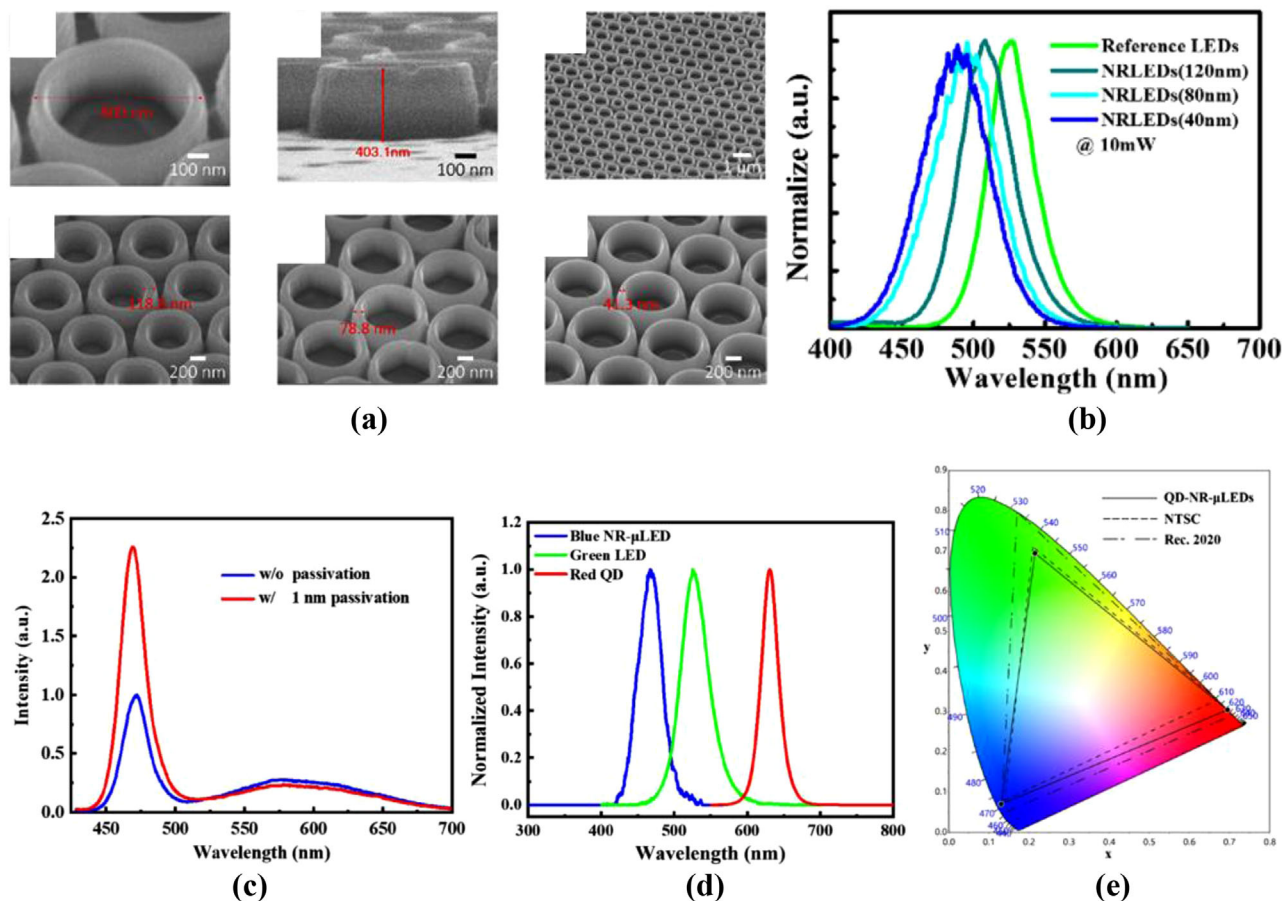 800 nm
100 nm
403.1nm
100 nm
1 μm
118.8 nm
200 nm
78.8 nm
200 nm
41.3 nm
200 nm
(a)
Normalize (a.u.)
Reference LEDs
NRLEDs(120nm)
NRLEDs(80nm)
NRLEDs(40nm)
@ 10mW
400 450 500 550 600 650 700
Wavelength (nm)
(b)
Intensity (a.u.)
2.5
2.0
1.5
1.0
0.5
0.0
w/o passivation
w/ 1 nm passivation
450 500 550 600 650 700
Wavelength (nm)
(c)
Normalized Intensity (a.u.)
1.2
1.0
0.8
0.6
0.4
0.2
0.0
Blue NR-μLED
Green LED
Red QD
300 400 500 600 700 800
Wavelength (nm)
(d)
0.9
0.8
0.7
0.6
0.5
y
0.4
0.3
0.2
0.1
0.0
QD-NR-μLEDs
NTSC
Rec. 2020
520
530
540
510
550
560
570
500
580
590
600
610
620
490
480
470
460
0.0 0.1 0.2 0.3 0.4 0.5 0.6 0.7 0.8
x
(e)